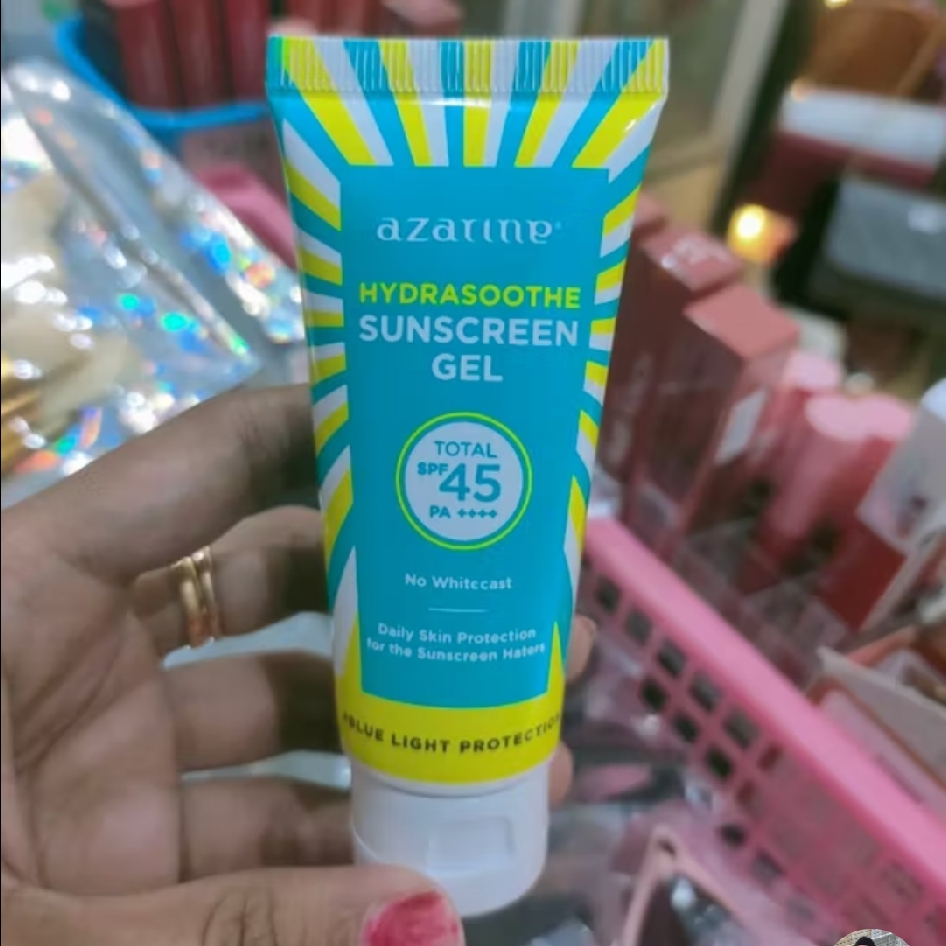 azarine
HYDRASOOTHE
SUNSCREEN
GEL
TOTAL
SPF 45
PA ++++
No Whitecast
Daily Skin Protection
for the Sunscreen Haters
BLUE LIGHT PROTECTION